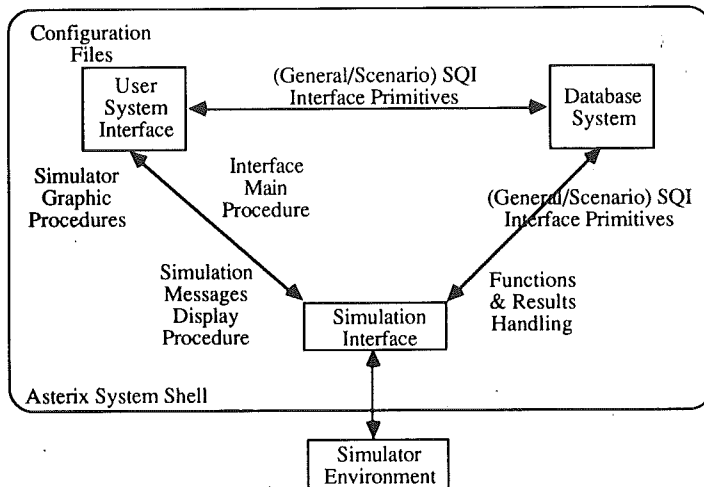 Configuration
Files
User
System
Interface
(General/Scenario) SQI
Interface Primitives
Database
System
Simulator
Graphic
Procedures
Interface
Main
Procedure
(General/Scenario) SQI
Interface Primitives
Simulation
Messages
Display
Procedure
Functions
& Results
Handling
Simulation
Interface
Asterix System Shell
Simulator
Environment